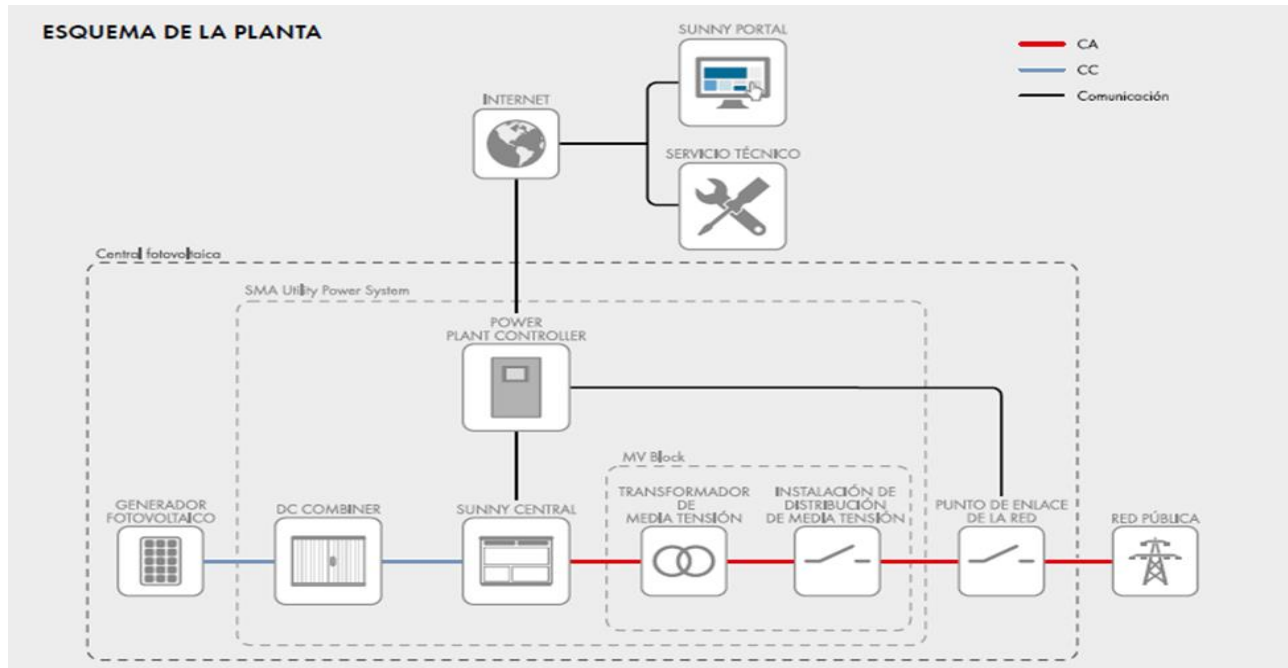 ESQUEMA DE LA PLANTA
SUNNY PORTAL
CA
CC
Comunicación
INTERNET
SERVICIO TÉCNICO
Central fotovoltaica
SMA Utility Power System
POWER
PLANT CONTROLLER
MV Block
GENERADOR
FOTOVOLTAICO
DC COMBINER
SUNNY CENTRAL
TRANSFORMADOR
DE
MEDIA TENSIÓN
INSTALACIÓN DE
DISTRIBUCIÓN
DE MEDIA TENSIÓN
PUNTO DE ENLACE
DE LA RED
RED PÚBLICA